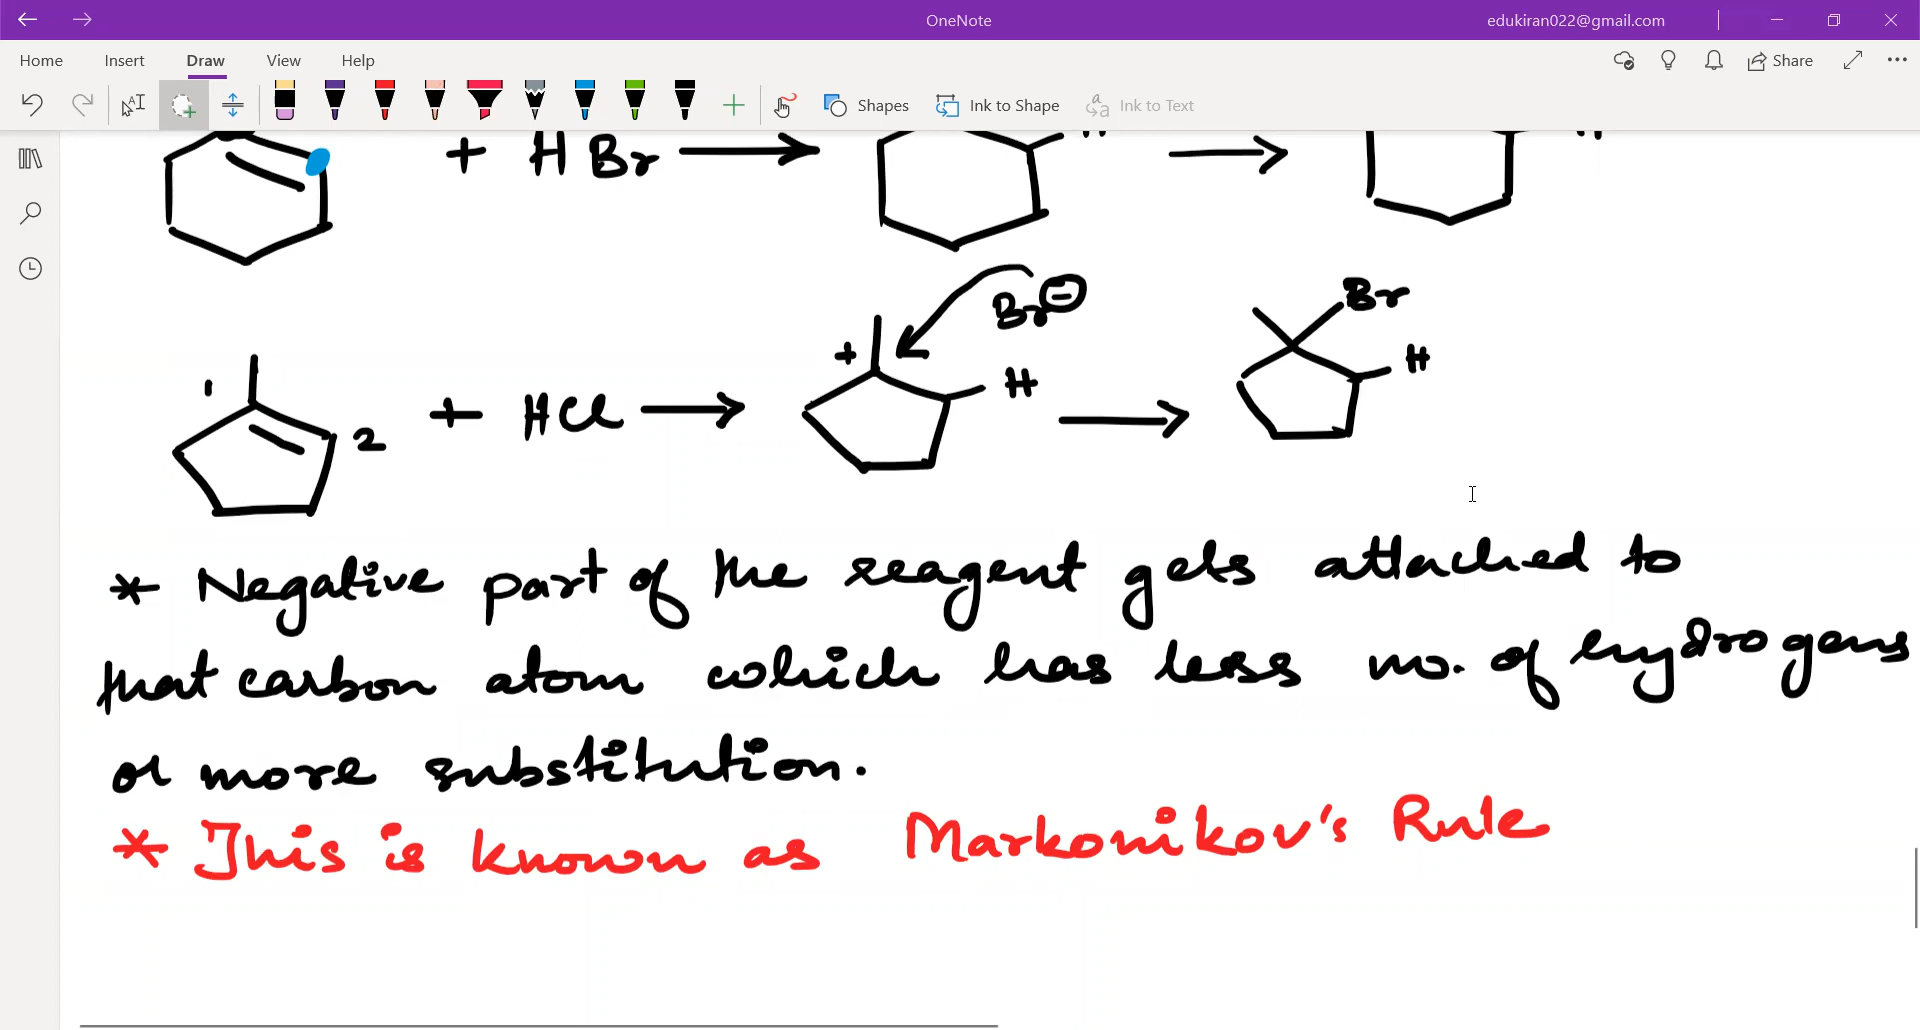 OneNote
edukiran022@gmail.com
Home Insert Draw View Help Share
Shapes Ink to Shape Ink to Text
+ H Br
Br ⊖ Br
+ H H
1 2 + HCl
* Negative part of the reagent gets attached to
that carbon atom which has less no. of hydrogens
or more substitution.
* This is known as Markonikov's Rule